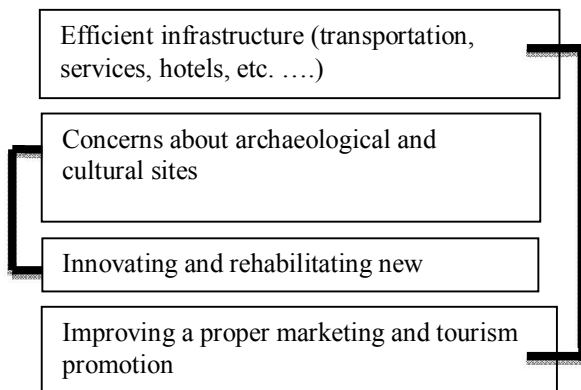 Efficient infrastructure (transportation,
services, hotels, etc. ….)
Concerns about archaeological and
cultural sites
Innovating and rehabilitating new
Improving a proper marketing and tourism
promotion